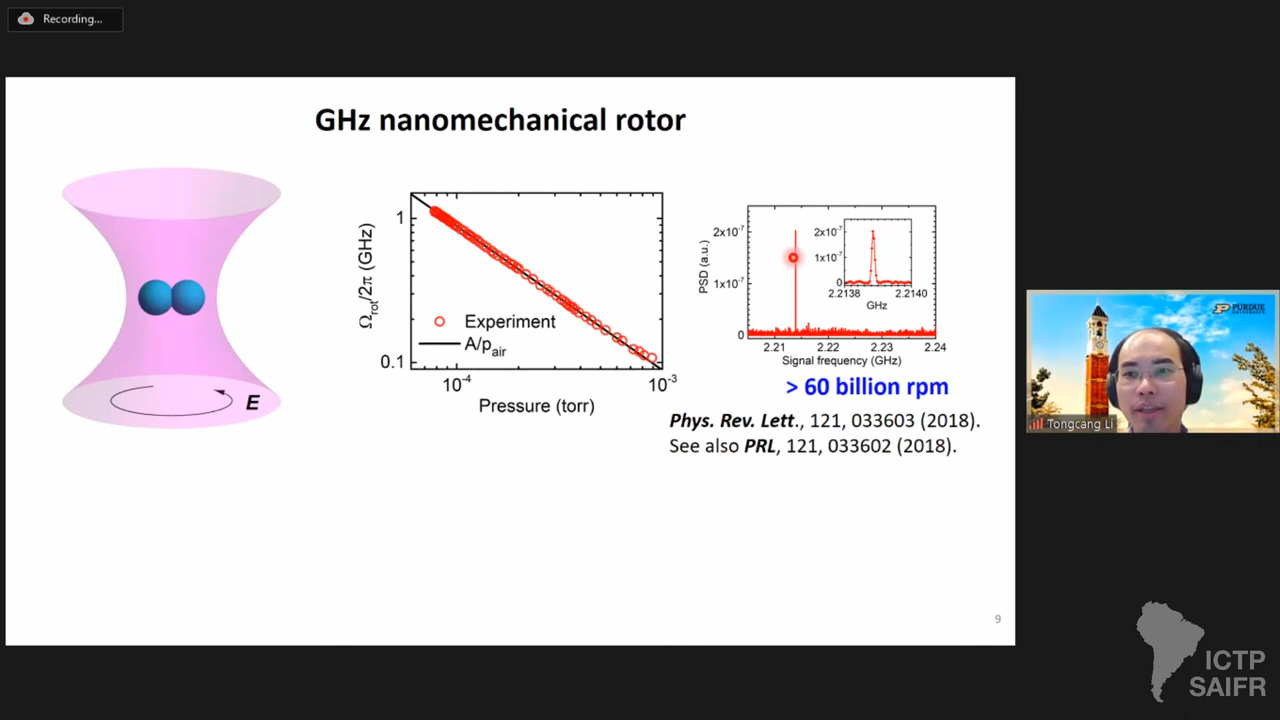 Recording...
GHz nanomechanical rotor
E
Ω_rot/2π (GHz)
1
0.1
Experiment
A/p_air
10⁻⁴
10⁻³
Pressure (torr)
PSD (a.u.)
2x10⁻⁷
1x10⁻⁷
0
2x10⁻⁷
1x10⁻⁷
0
2.2138 2.2140
GHz
2.21 2.22 2.23 2.24
Signal frequency (GHz)
> 60 billion rpm
Phys. Rev. Lett., 121, 033603 (2018).
See also PRL, 121, 033602 (2018).
9
PURDUE
UNIVERSITY
Tongcang Li
ICTP
SAIFR